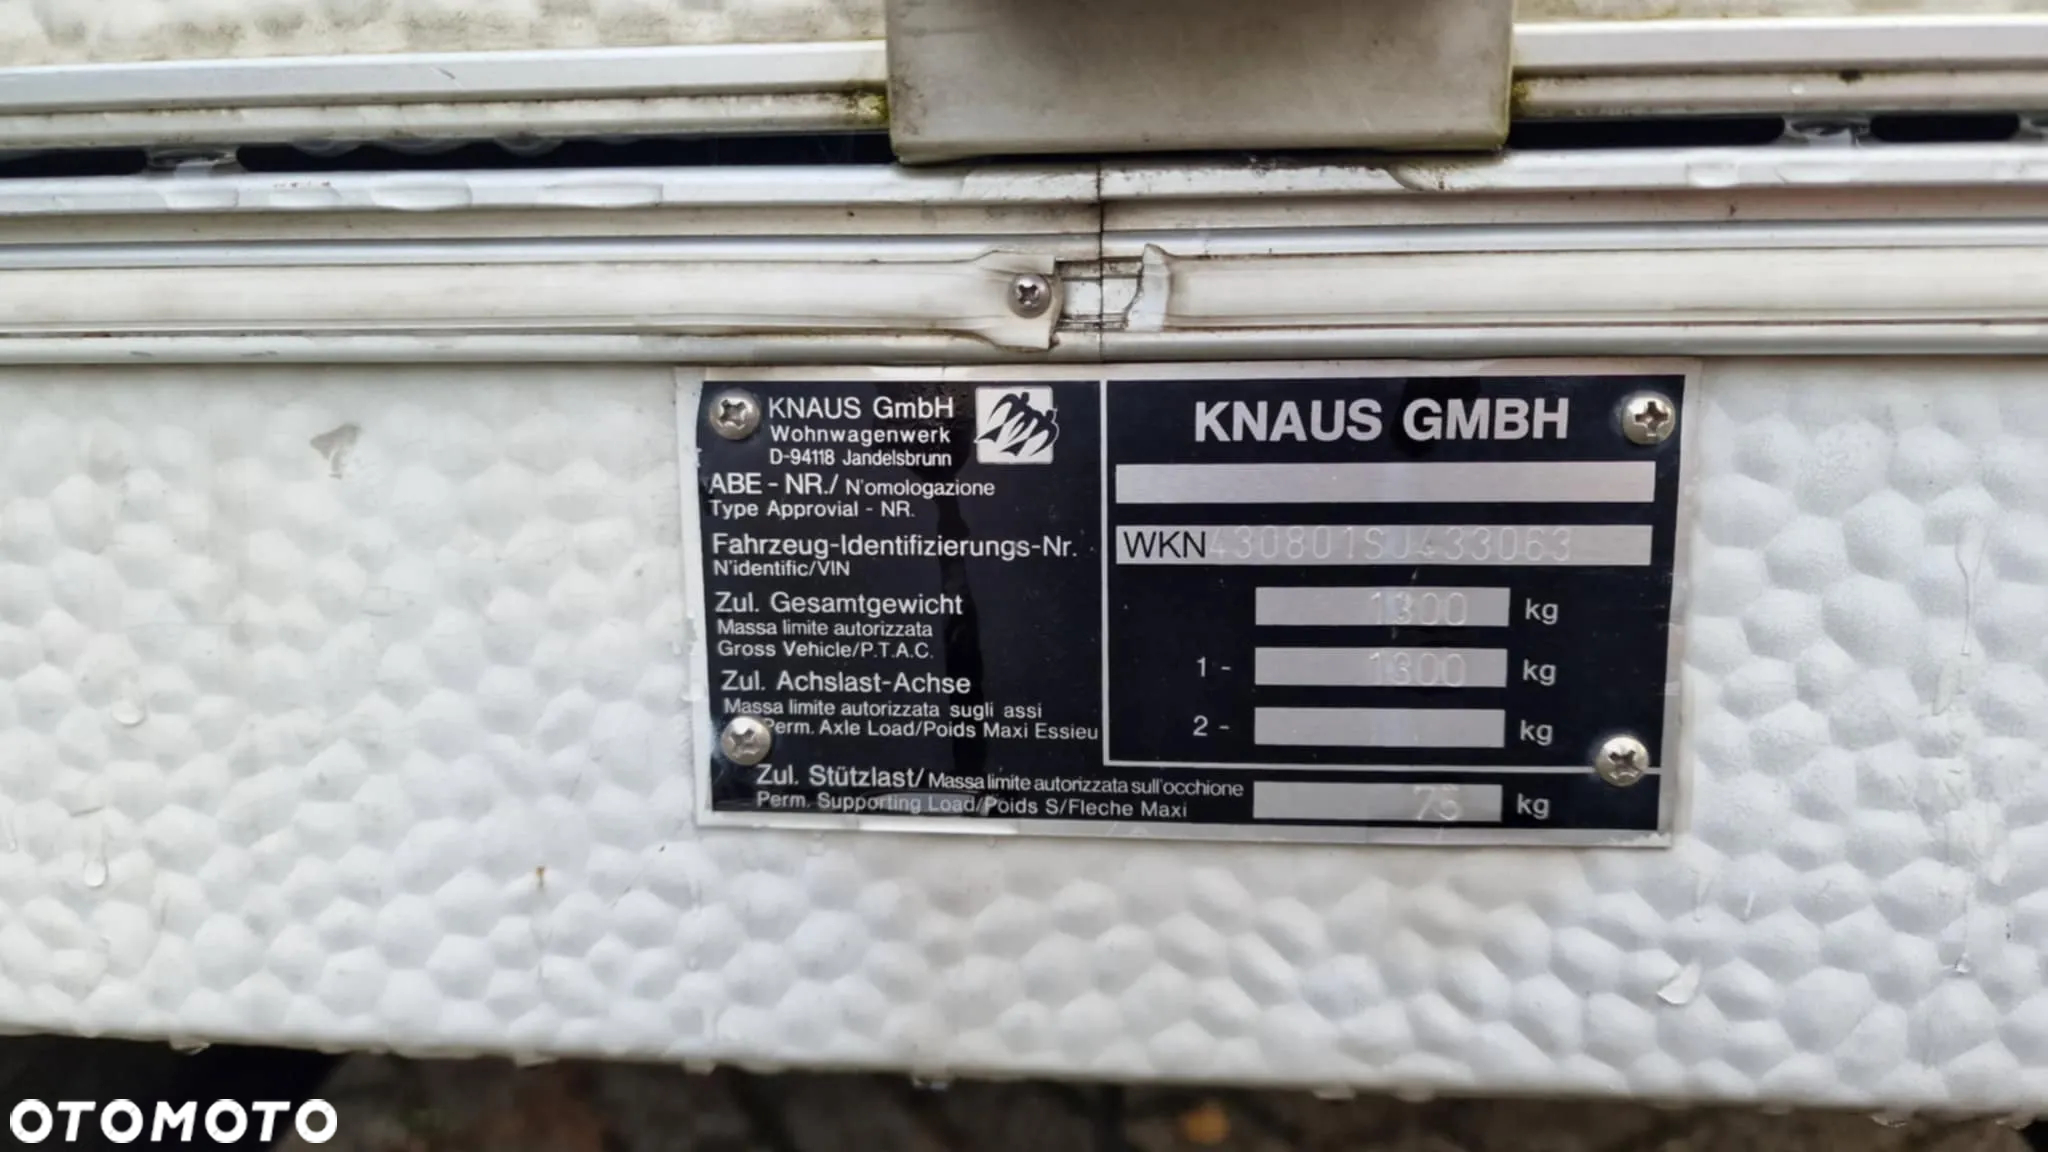 KNAUS GmbH
Wohnwagenwerk
D-94118 Jandelsbrunn
ABE - NR./ N'omologazione
Type Approvial - NR.
Fahrzeug-Identifizierungs-Nr.
N'identific/VIN
Zul. Gesamtgewicht
Massa limite autorizzata
Gross Vehicle/P.T.A.C.
Zul. Achslast-Achse
Massa limite autorizzata sugli assi
Perm. Axle Load/Poids Maxi Essieu
Zul. Stützlast/ Massa limite autorizzata sull'occhione
Perm. Supporting Load/Poids S/Fleche Maxi
KNAUS GMBH
WKN430801S0433063
1300 kg
1- 1300 kg
2- kg
75 kg
OTOMOTO